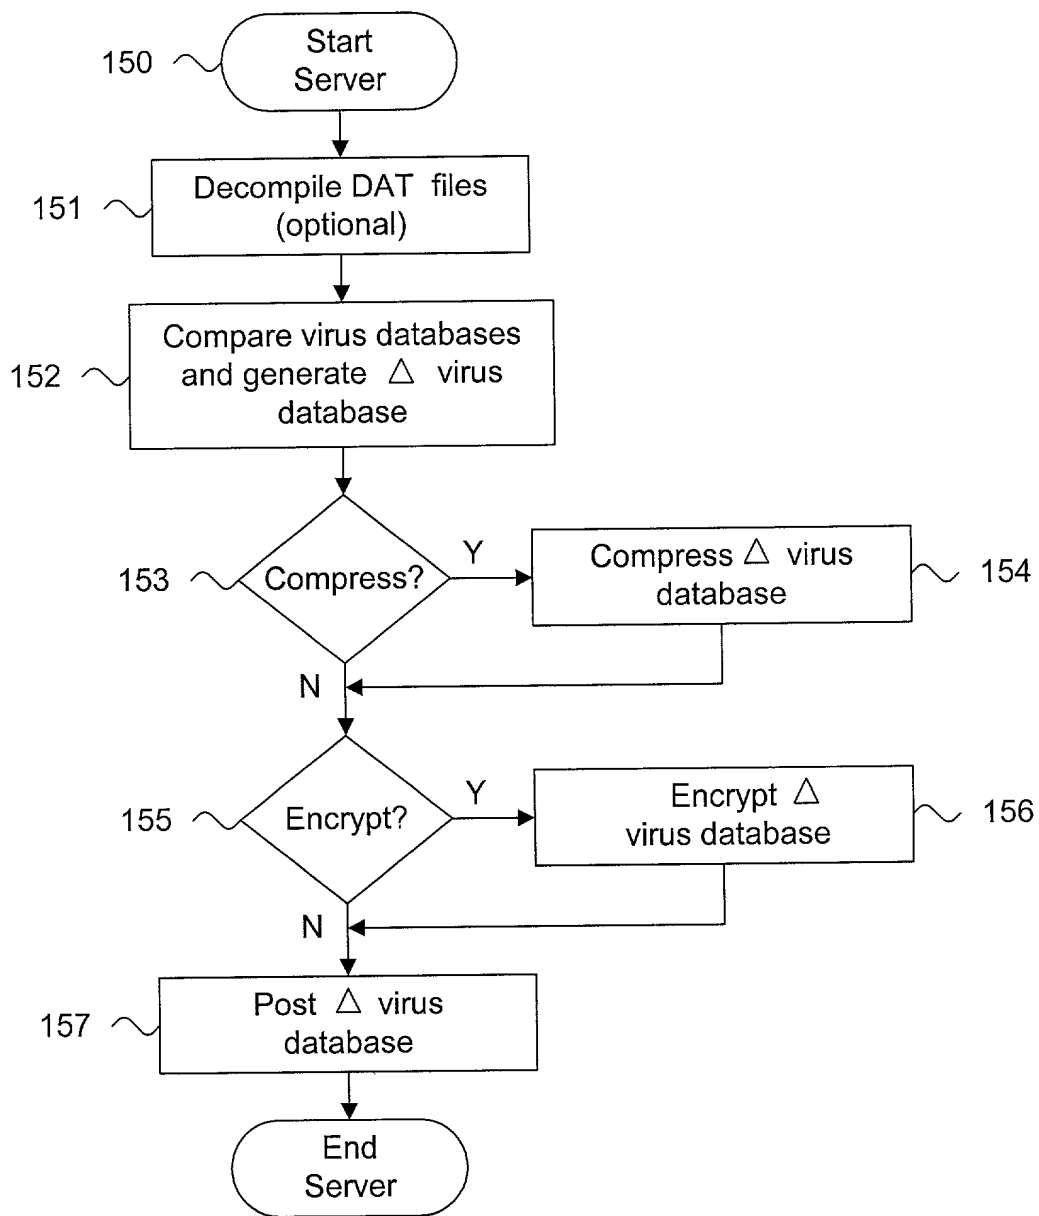 150
Start
Server
151
Decompile DAT files
(optional)
152
Compare virus databases
and generate △ virus
database
153
Compress?
Y
Compress △ virus
database
154
N
155
Encrypt?
Y
Encrypt △
virus database
156
N
157
Post △ virus
database
End
Server